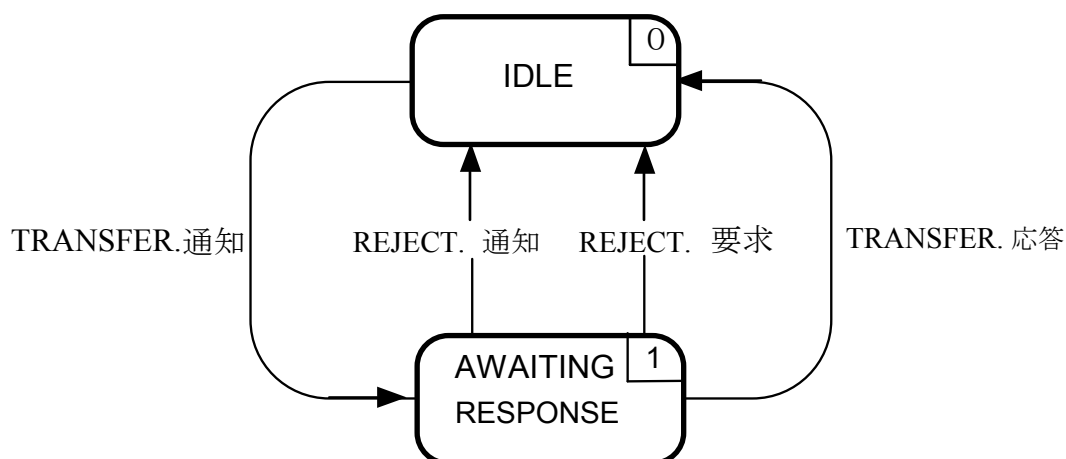 0
IDLE
TRANSFER.通知
REJECT. 通知
REJECT. 要求
TRANSFER. 応答
1
AWAITING
RESPONSE